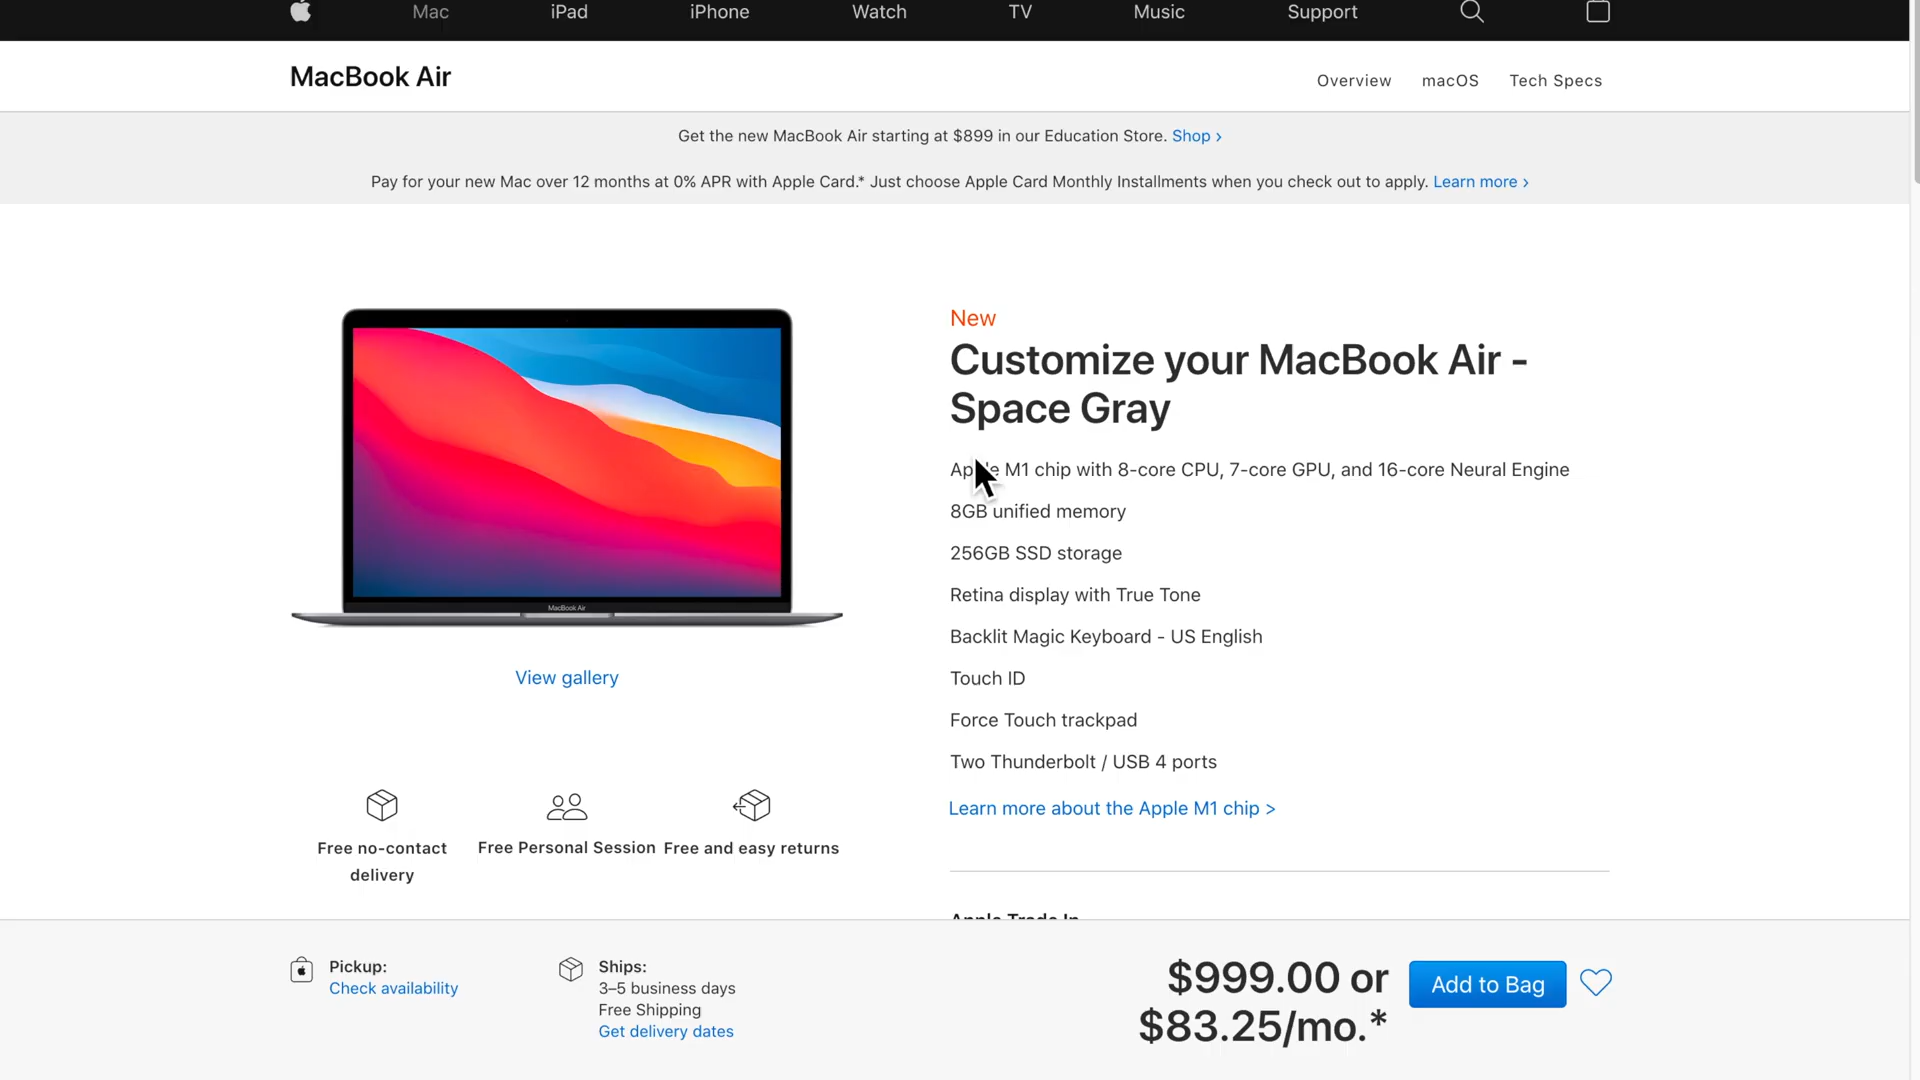 Mac
iPad
iPhone
Watch
TV
Music
Support
MacBook Air
Overview
macOS
Tech Specs
Get the new MacBook Air starting at $899 in our Education Store. Shop ›
Pay for your new Mac over 12 months at 0% APR with Apple Card.* Just choose Apple Card Monthly Installments when you check out to apply. Learn more ›
MacBook Air
View gallery
Free no-contact
delivery
Free Personal Session
Free and easy returns
New
Customize your MacBook Air -
Space Gray
Apple M1 chip with 8-core CPU, 7-core GPU, and 16-core Neural Engine
8GB unified memory
256GB SSD storage
Retina display with True Tone
Backlit Magic Keyboard - US English
Touch ID
Force Touch trackpad
Two Thunderbolt / USB 4 ports
Learn more about the Apple M1 chip >
Apple Trade In
Pickup:
Check availability
Ships:
3–5 business days
Free Shipping
Get delivery dates
$999.00 or
$83.25/mo.*
Add to Bag